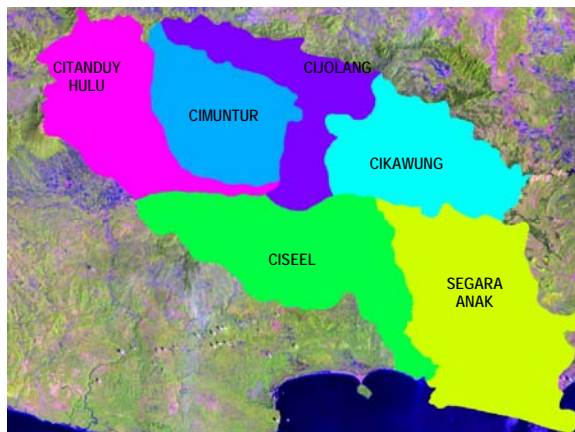 CITANDUY
HULU
CIJOLANG
CIMUNTUR
CIKAWUNG
CISEEL
SEGARA
ANAK